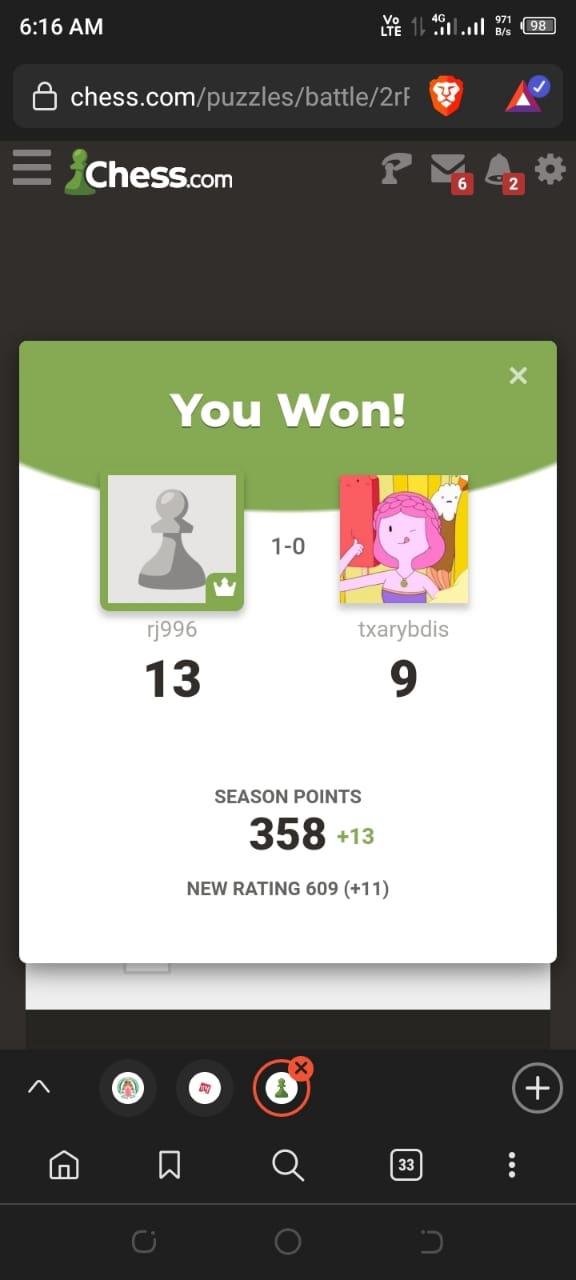 6:16 AM
Vo LTE 4G 971 B/s 98
chess.com/puzzles/battle/2rF
Chess.com
6
2
You Won!
1-0
rj996 txarybdis
13 9
SEASON POINTS
358 +13
NEW RATING 609 (+11)
33